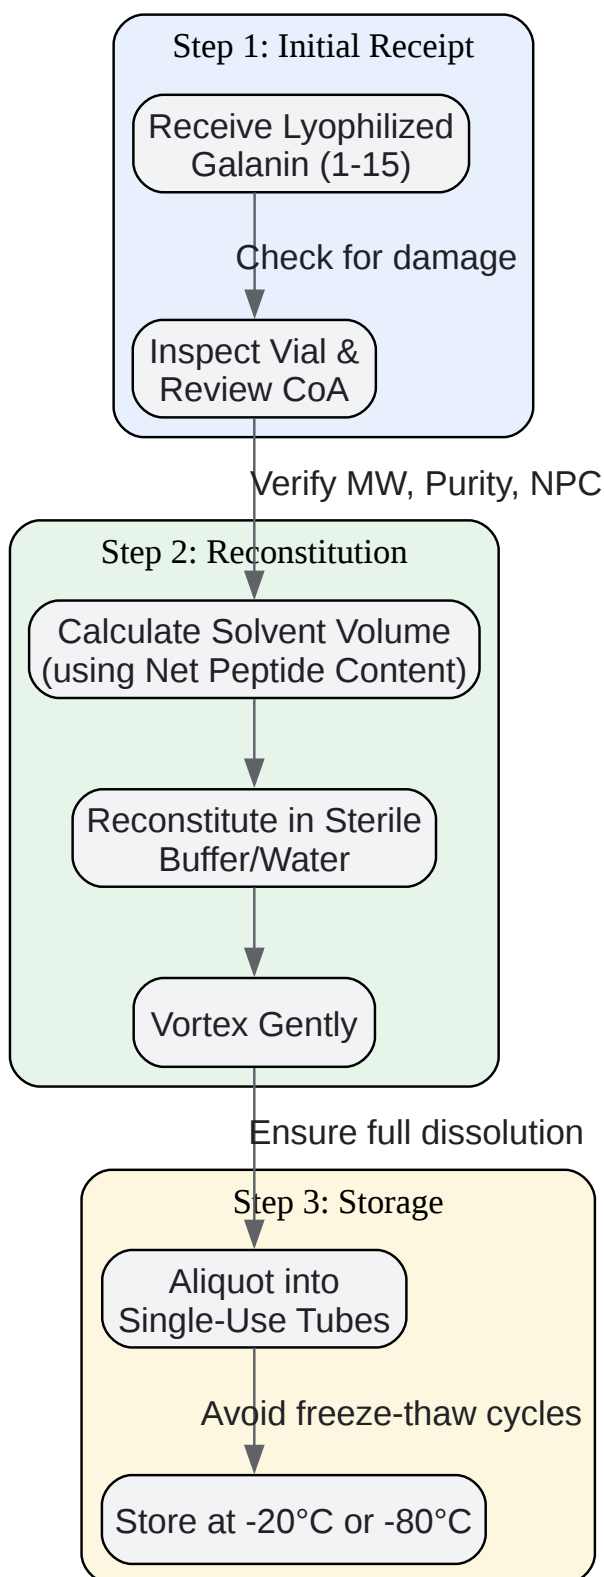 Step 1: Initial Receipt
Receive Lyophilized
Galanin (1-15)
Check for damage
Inspect Vial &
Review CoA
Verify MW, Purity, NPC
Step 2: Reconstitution
Calculate Solvent Volume
(using Net Peptide Content)
Reconstitute in Sterile
Buffer/Water
Vortex Gently
Ensure full dissolution
Step 3: Storage
Aliquot into
Single-Use Tubes
Avoid freeze-thaw cycles
Store at -20°C or -80°C